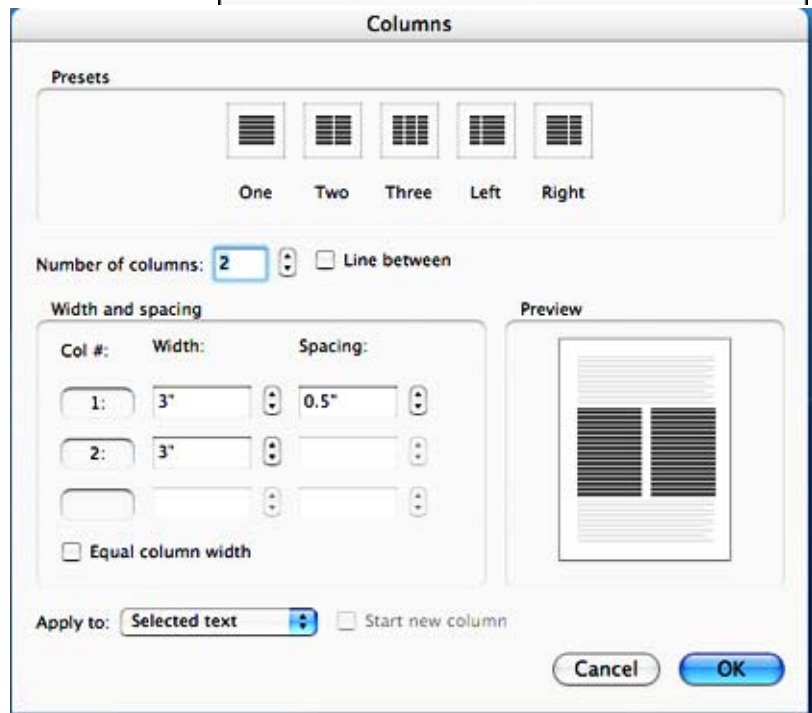 Columns
Presets
One Two Three Left Right
Number of columns: 2 Line between
Width and spacing
Preview
Col #: Width: Spacing:
1: 3" 0.5"
2: 3"
Equal column width
Apply to: Selected text Start new column
Cancel OK